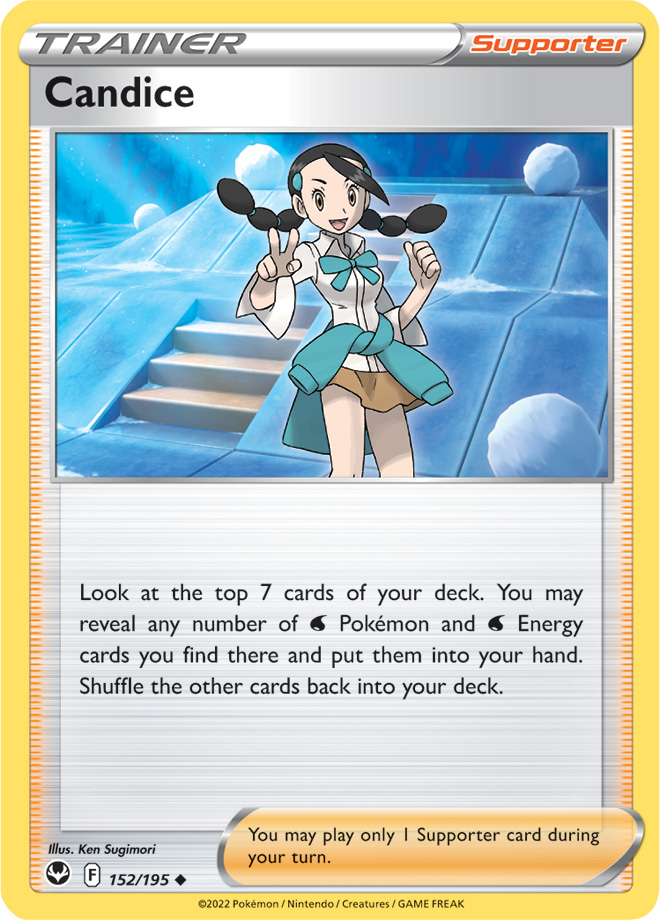 TRAINER
Supporter
Candice
Look at the top 7 cards of your deck. You may
reveal any number of Pokémon and Energy
cards you find there and put them into your hand.
Shuffle the other cards back into your deck.
Illus. Ken Sugimori
You may play only 1 Supporter card during
your turn.
F 152/195
©2022 Pokémon / Nintendo / Creatures / GAME FREAK